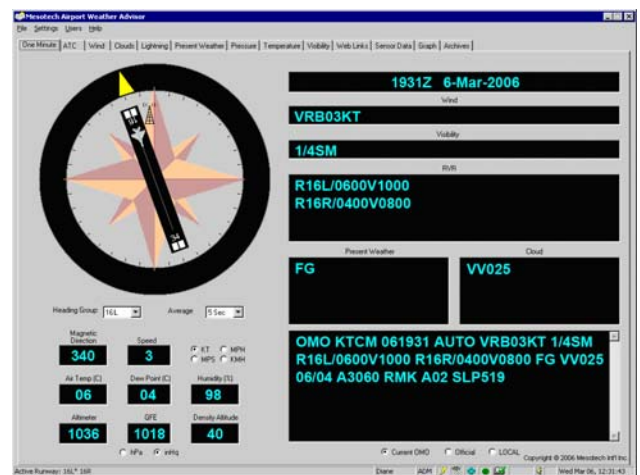 Mesotech Airport Weather Advisor
File Settings Users Help
One Minute ATC Wind Clouds Lightning Present Weather Pressure Temperature Visibility Web Links Sensor Data Graph Archives
1931Z 6-Mar-2006
Wind
VRB03KT
Visibility
1/4SM
RVR
R16L/0600V1000
R16R/0400V0800
Present Weather Cloud
FG VV025
Heading Group: 16L Average 5 Sec
Magnetic Direction
340
Speed
3
KT MPH
MPS KMH
Air Temp (C) Dew Point (C) Humidity (%)
06 04 98
Altimeter QFE Density Altitude
1036 1018 40
hPa inHg
OMO KTCM 061931 AUTO VRB03KT 1/4SM
R16L/0600V1000 R16R/0400V0800 FG VV025
06/04 A3060 RMK A02 SLP519
Current OMO Official LOCAL
Copyright © 2006 Mesotech Int'l Inc.
Active Runway: 16L* 16R Diane ADM Wed Mar 06, 12:31:43